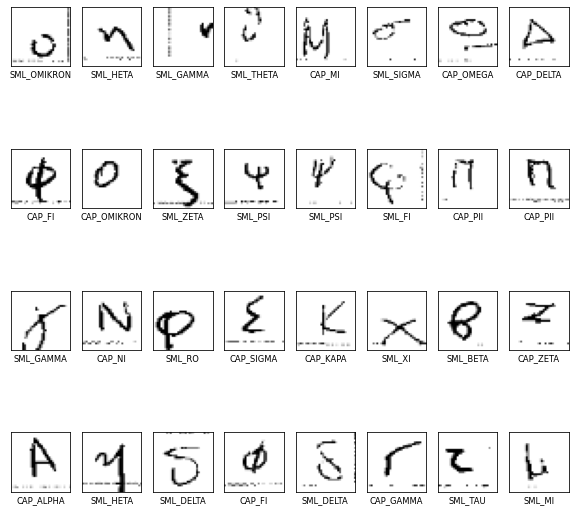 SML_OMIKRON SML_HETA SML_GAMMA SML_THETA CAP_MI SML_SIGMA CAP_OMEGA CAP_DELTA
φ Ο ξ ψ ψ φ Π Π
CAP_FI CAP_OMIKRON SML_ZETA SML_PSI SML_PSI SML_FI CAP_PII CAP_PII
γ Ν φ Σ Κ χ β Ζ
SML_GAMMA CAP_NI SML_RO CAP_SIGMA CAP_KAPA SML_XI SML_BETA CAP_ZETA
Α η δ φ δ Γ τ μ
CAP_ALPHA SML_HETA SML_DELTA CAP_FI SML_DELTA CAP_GAMMA SML_TAU SML_MI